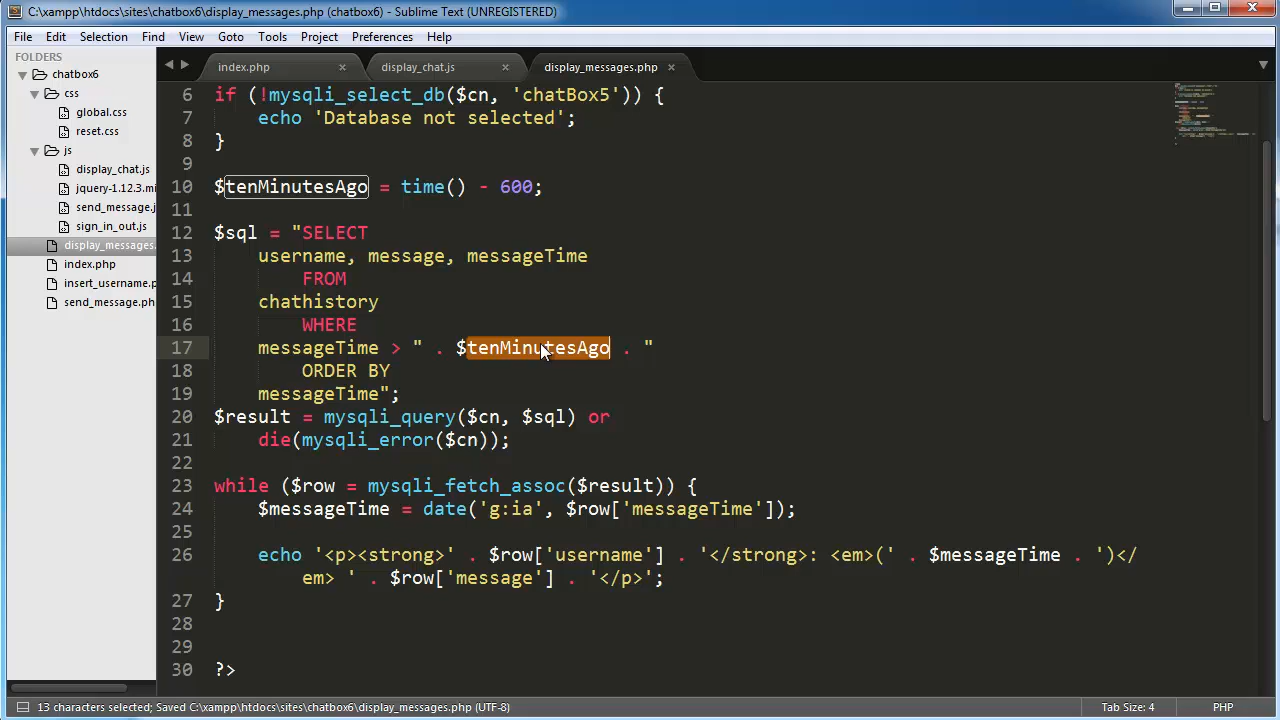 C:\xampp\htdocs\sites\chatbox6\display_messages.php (chatbox6) - Sublime Text (UNREGISTERED)
File Edit Selection Find View Goto Tools Project Preferences Help
FOLDERS
chatbox6
css
global.css
reset.css
js
display_chat.js
jquery-1.12.3.mi
send_message.j
sign_in_out.js
display_messages.
index.php
insert_username.p
send_message.ph
index.php × display_chat.js × display_messages.php ×
6 if (!mysqli_select_db($cn, 'chatBox5')) {
7 echo 'Database not selected';
8 }
9
10 $tenMinutesAgo = time() - 600;
11
12 $sql = "SELECT
13 username, message, messageTime
14 FROM
15 chathistory
16 WHERE
17 messageTime > " . $tenMinutesAgo . "
18 ORDER BY
19 messageTime";
20 $result = mysqli_query($cn, $sql) or
21 die(mysqli_error($cn));
22
23 while ($row = mysqli_fetch_assoc($result)) {
24 $messageTime = date('g:ia', $row['messageTime']);
25
26 echo '<p><strong>' . $row['username'] . '</strong>: <em>(' . $messageTime . ')</
em> ' . $row['message'] . '</p>';
27 }
28
29
30 ?>
13 characters selected; Saved C:\xampp\htdocs\sites\chatbox6\display_messages.php (UTF-8)
Tab Size: 4
PHP